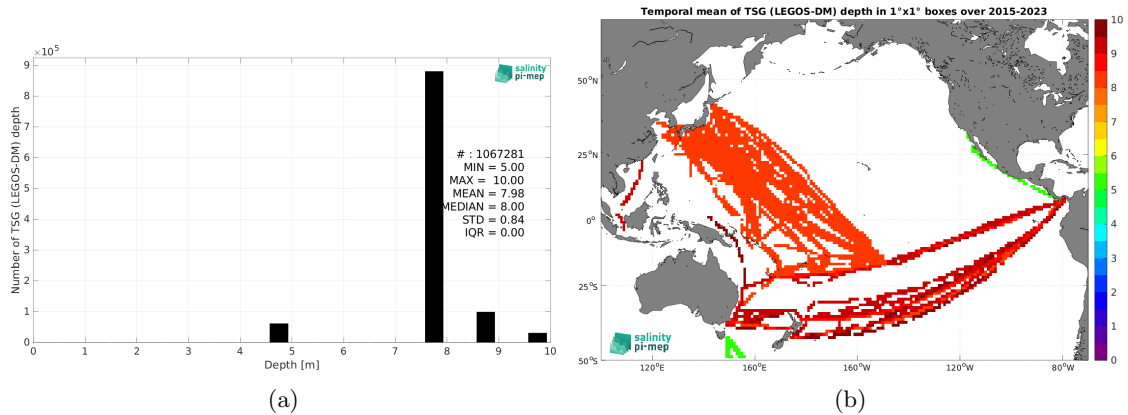 ×10⁵
9
8
7
6
5
4
3
2
1
0
Number of TSG (LEGOS-DM) depth
salinity
pi-mep
# : 1067281
MIN = 5.00
MAX = 10.00
MEAN = 7.98
MEDIAN = 8.00
STD = 0.84
IQR = 0.00
0 1 2 3 4 5 6 7 8 9 10
Depth [m]
(a)
Temporal mean of TSG (LEGOS-DM) depth in 1°x1° boxes over 2015-2023
50°N
25°N
0°
25°S
50°S
salinity
pi-mep
120°E 160°E 160°W 120°W 80°W
10
9
8
7
6
5
4
3
2
1
0
(b)